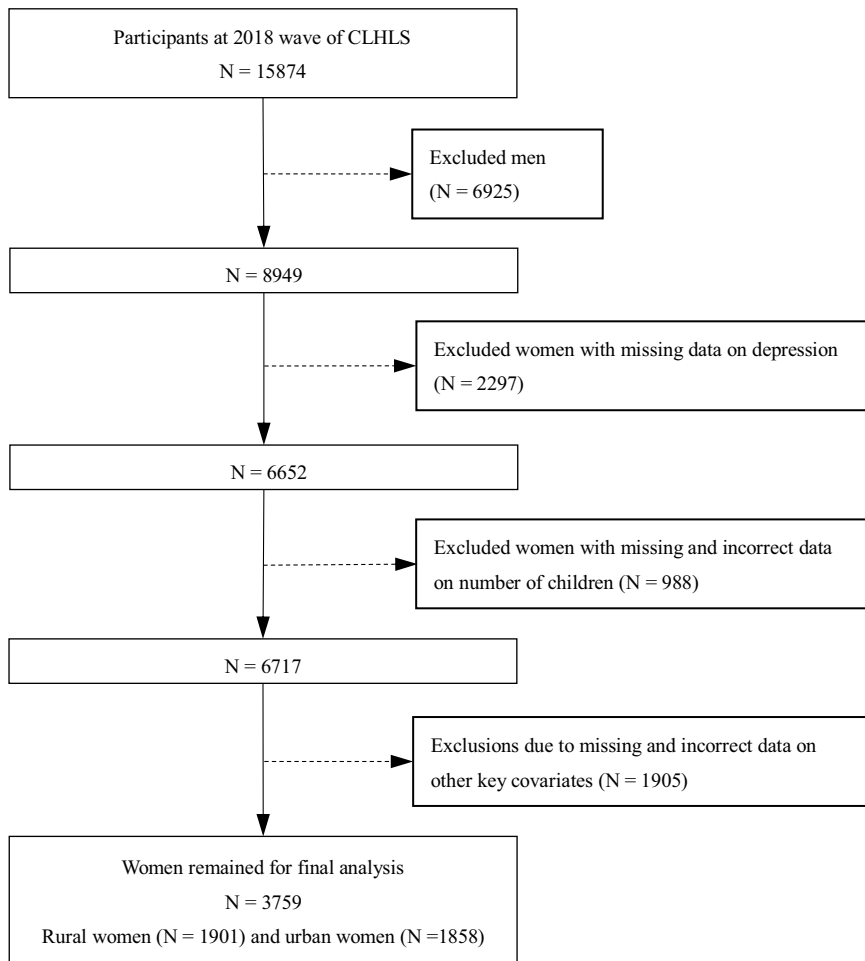 Participants at 2018 wave of CLHLS
N = 15874
Excluded men
(N = 6925)
N = 8949
Excluded women with missing data on depression
(N = 2297)
N = 6652
Excluded women with missing and incorrect data
on number of children (N = 988)
N = 6717
Exclusions due to missing and incorrect data on
other key covariates (N = 1905)
Women remained for final analysis
N = 3759
Rural women (N = 1901) and urban women (N =1858)